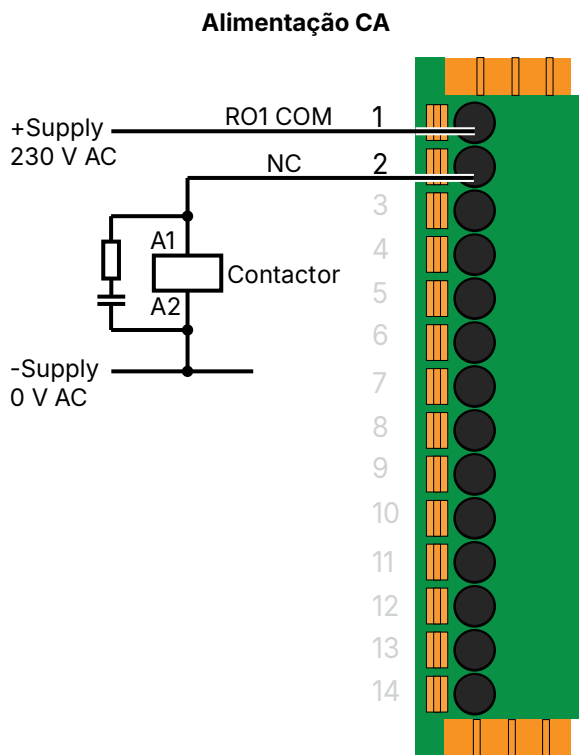 Alimentação CA
RO1 COM
1
+Supply
230 V AC
NC
2
3
A1
4
Contactor
5
A2
6
-Supply
7
0 V AC
8
9
10
11
12
13
14